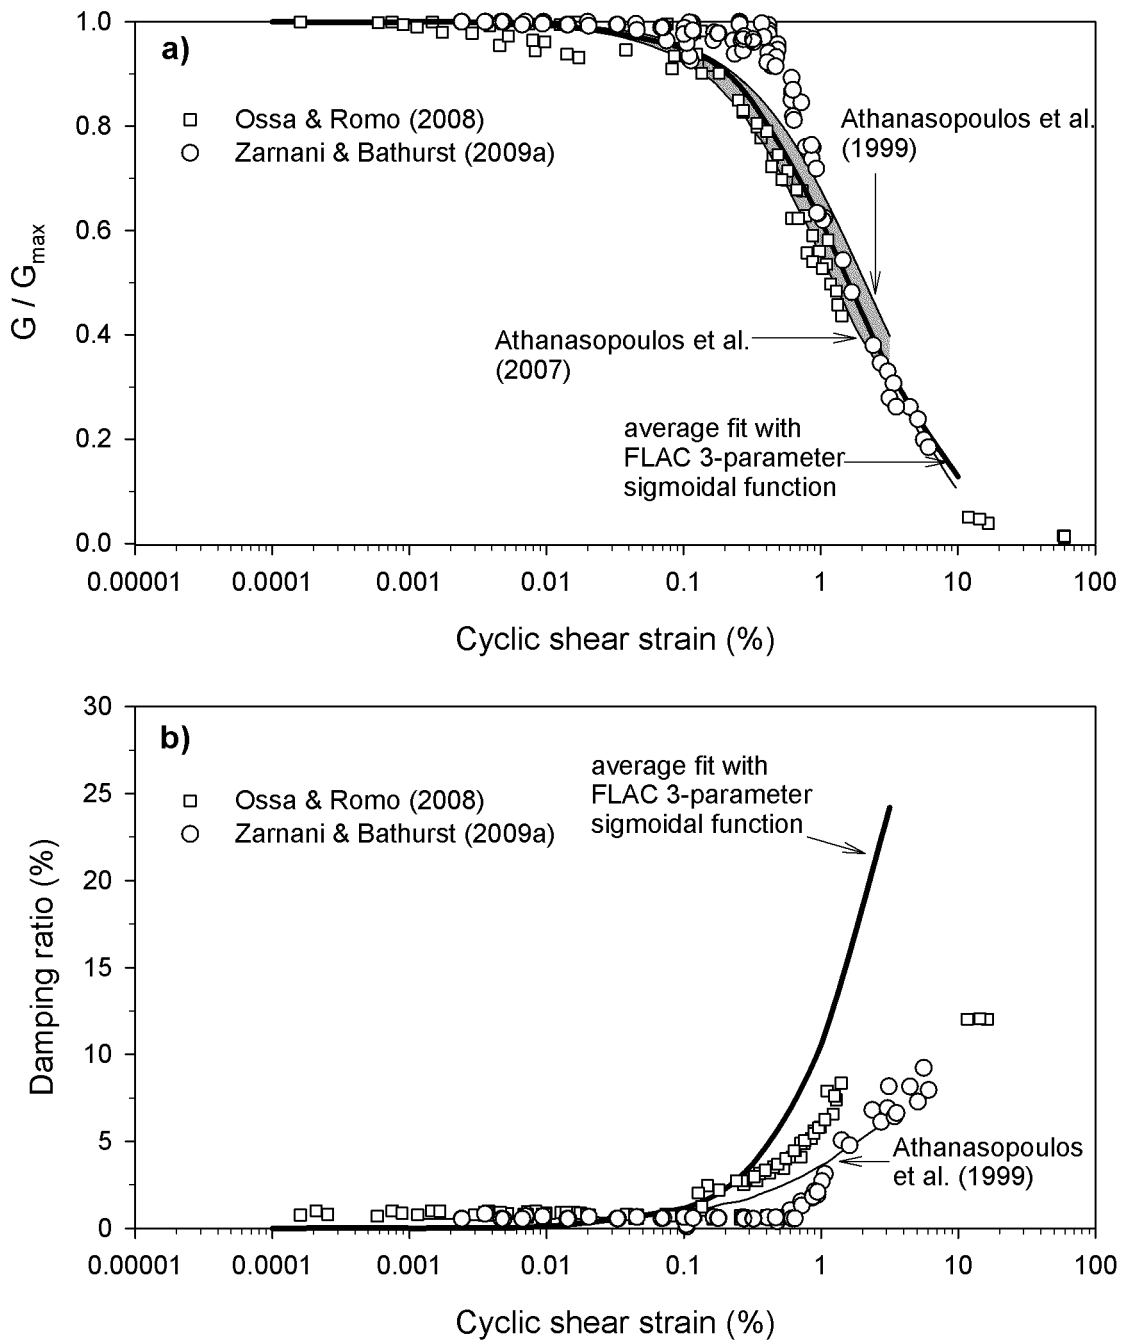 a)
1.0
0.8
0.6
0.4
0.2
0.0
G / Gmax
Ossa & Romo (2008)
Zarnani & Bathurst (2009a)
Athanasopoulos et al.
(1999)
Athanasopoulos et al.
(2007)
average fit with
FLAC 3-parameter
sigmoidal function
0.00001 0.0001 0.001 0.01 0.1 1 10 100
Cyclic shear strain (%)
b)
30
25
20
15
10
5
0
Damping ratio (%)
average fit with
FLAC 3-parameter
sigmoidal function
Ossa & Romo (2008)
Zarnani & Bathurst (2009a)
Athanasopoulos
et al. (1999)
0.00001 0.0001 0.001 0.01 0.1 1 10 100
Cyclic shear strain (%)